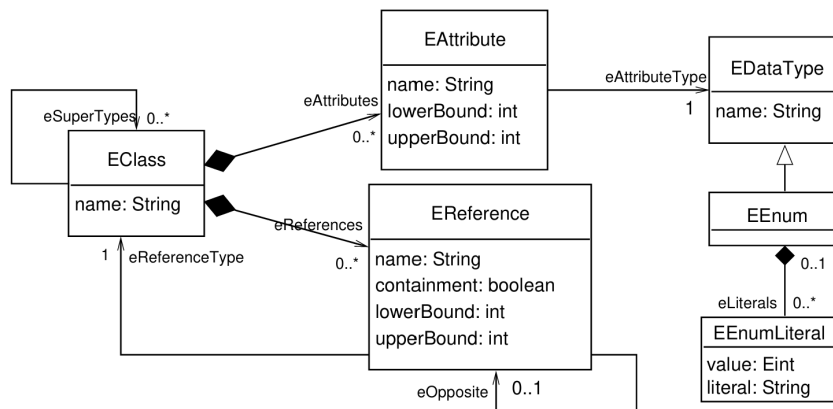 EAttribute
name: String
lowerBound: int
upperBound: int
eAttributeType
1
EDataType
name: String
eSuperTypes
0..*
eAttributes
0..*
EClass
name: String
eReferences
0..*
EReference
name: String
containment: boolean
lowerBound: int
upperBound: int
1
eReferenceType
EEnum
0..1
eLiterals
0..*
EEnumLiteral
value: Eint
literal: String
eOpposite
0..1